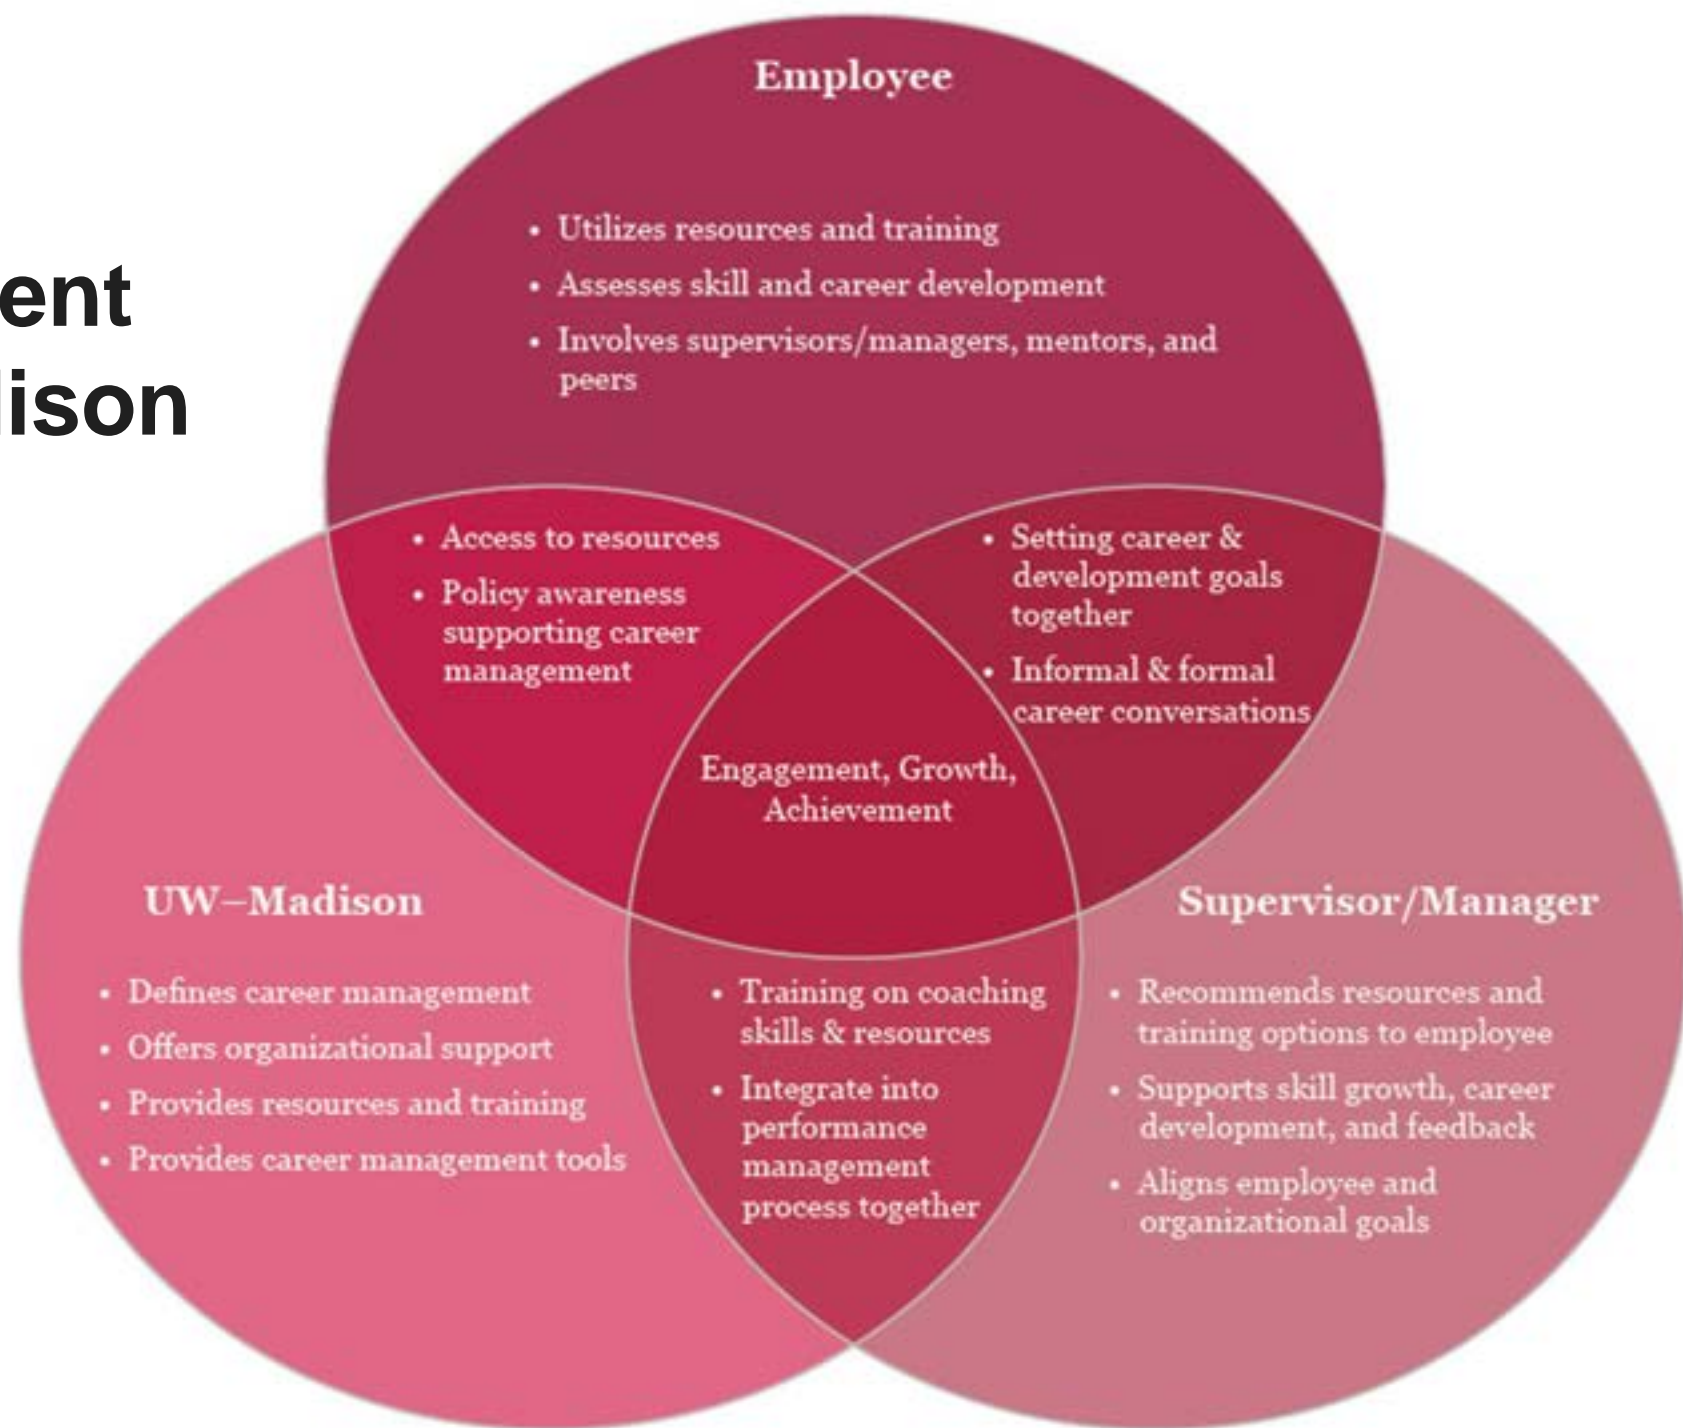 ent
ison
Employee
• Utilizes resources and training
• Assesses skill and career development
• Involves supervisors/managers, mentors, and
peers
• Access to resources
• Policy awareness
supporting career
management
• Setting career &
development goals
together
• Informal & formal
career conversations
Engagement, Growth,
Achievement
UW–Madison
• Defines career management
• Offers organizational support
• Provides resources and training
• Provides career management tools
• Training on coaching
skills & resources
• Integrate into
performance
management
process together
Supervisor/Manager
• Recommends resources and
training options to employee
• Supports skill growth, career
development, and feedback
• Aligns employee and
organizational goals